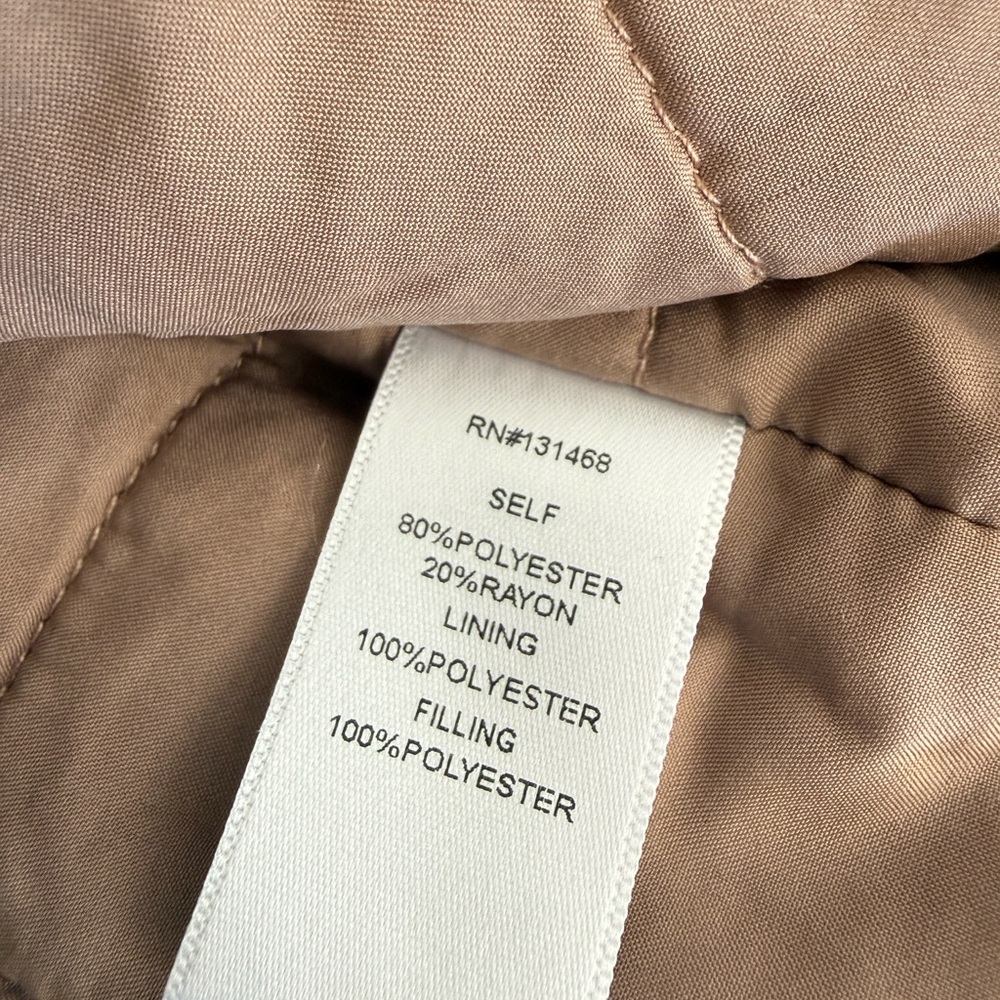 RN#131468
SELF
80%POLYESTER
20%RAYON
LINING
100%POLYESTER
FILLING
100%POLYESTER